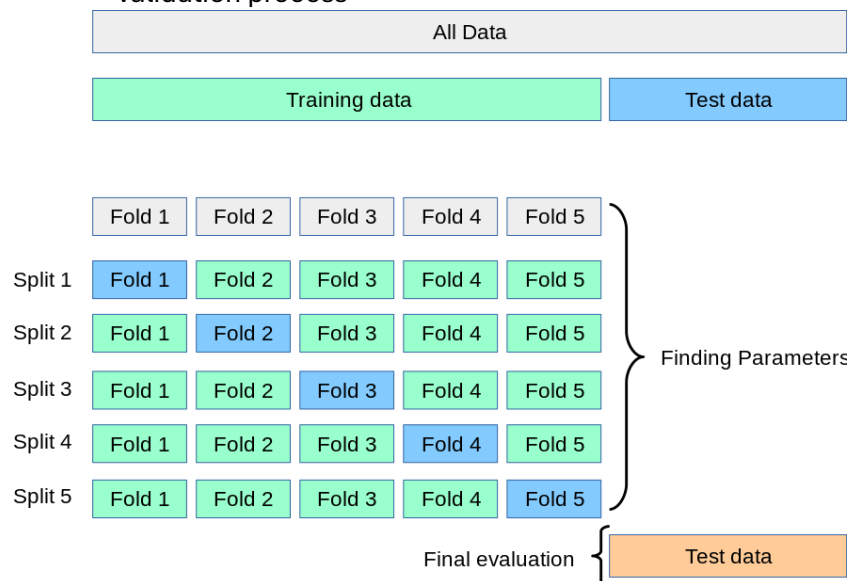 validation process
All Data
Training data Test data
Fold 1 Fold 2 Fold 3 Fold 4 Fold 5
Split 1 Fold 1 Fold 2 Fold 3 Fold 4 Fold 5
Split 2 Fold 1 Fold 2 Fold 3 Fold 4 Fold 5
Finding Parameters
Split 3 Fold 1 Fold 2 Fold 3 Fold 4 Fold 5
Split 4 Fold 1 Fold 2 Fold 3 Fold 4 Fold 5
Split 5 Fold 1 Fold 2 Fold 3 Fold 4 Fold 5
Final evaluation Test data